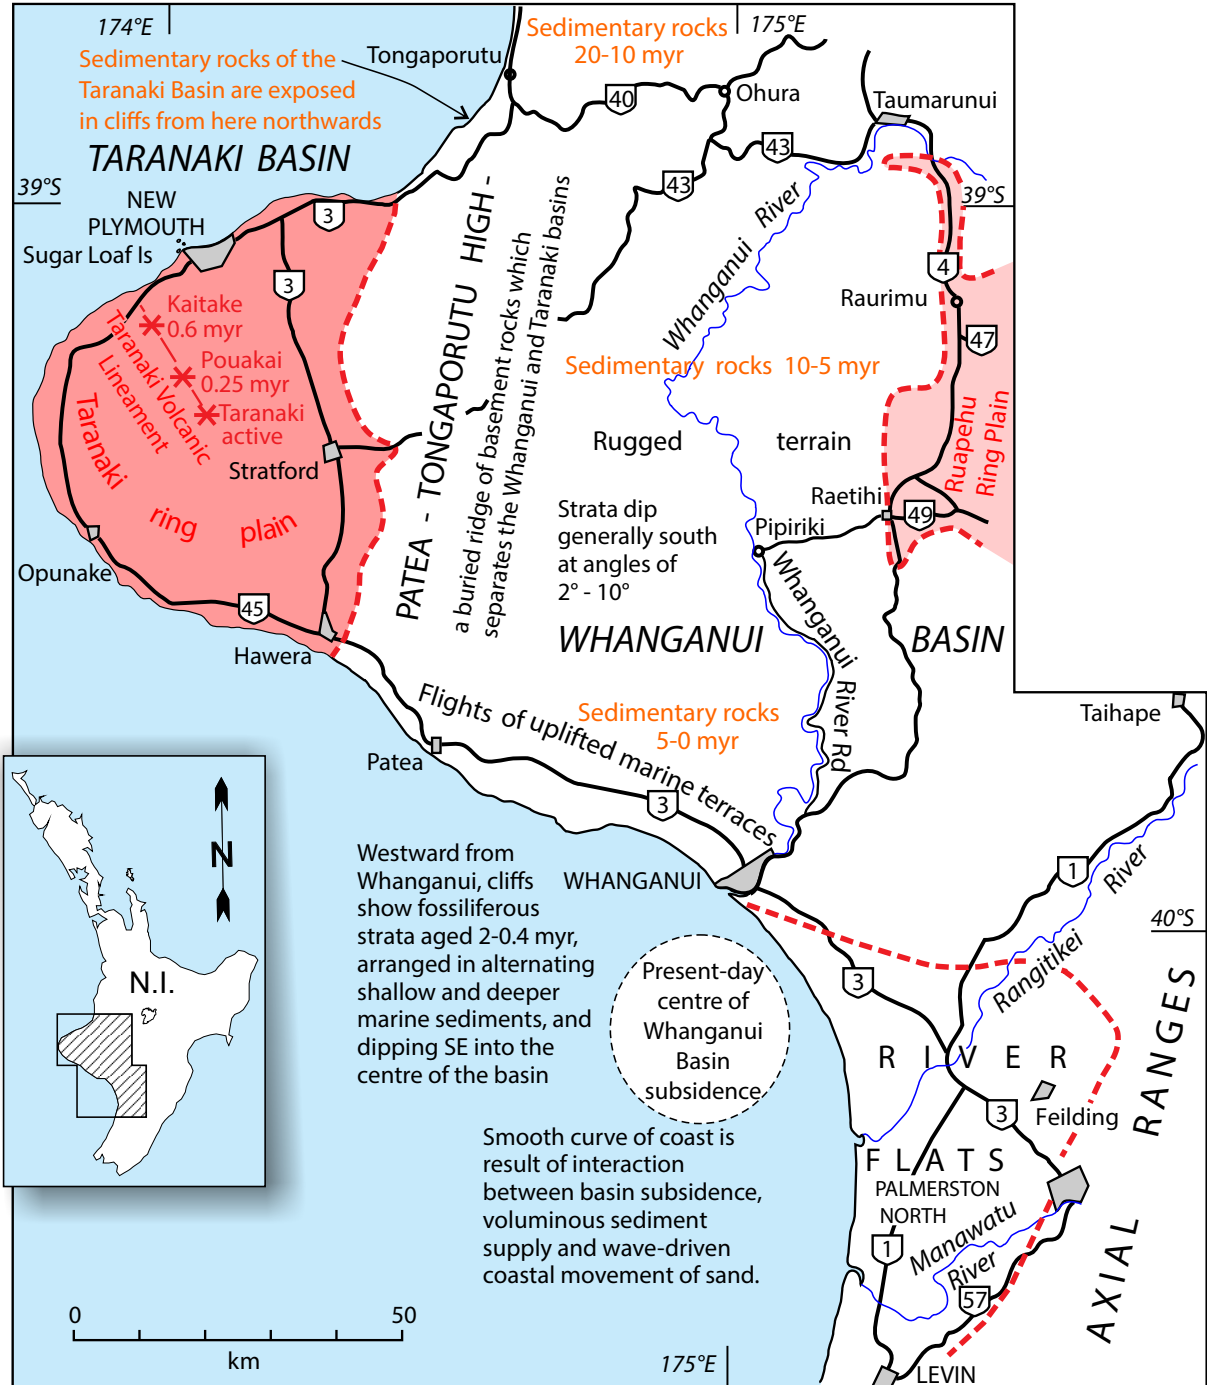 174°E
175°E
Sedimentary rocks
20-10 myr
Sedimentary rocks of the
Taranaki Basin are exposed
in cliffs from here northwards
Tongaporutu
40
Ohura
Taumarunui
TARANAKI BASIN
43
43
39°S
39°S
NEW
PLYMOUTH
Sugar Loaf Is
3
3
4
Raurimu
47
Kaitake
0.6 myr
Pouakai
0.25 myr
Taranaki
active
Taranaki Volcanic
Lineament
Taranaki
ring plain
Stratford
Opunake
45
Hawera
PATEA - TONGAPORUTU HIGH -
a buried ridge of basement rocks which
separates the Whanganui and Taranaki basins
Whanganui River
Sedimentary rocks 10-5 myr
Rugged terrain
Ruapehu
Ring Plain
Raetihi
49
Pipiriki
Strata dip
generally south
at angles of
2° - 10°
Whanganui River Rd
WHANGANUI BASIN
Sedimentary rocks
5-0 myr
Flights of uplifted marine terraces
Patea
3
Taihape
WHANGANUI
1
Rangitikei River
40°S
N
N.I.
Westward from
Whanganui, cliffs
show fossiliferous
strata aged 2-0.4 myr,
arranged in alternating
shallow and deeper
marine sediments, and
dipping SE into the
centre of the basin
Present-day
centre of
Whanganui
Basin
subsidence
3
RIVER
FLATS
3
Feilding
AXIAL RANGES
Smooth curve of coast is
result of interaction
between basin subsidence,
voluminous sediment
supply and wave-driven
coastal movement of sand.
PALMERSTON
NORTH
1
Manawatu
River
57
LEVIN
0 50
km
175°E